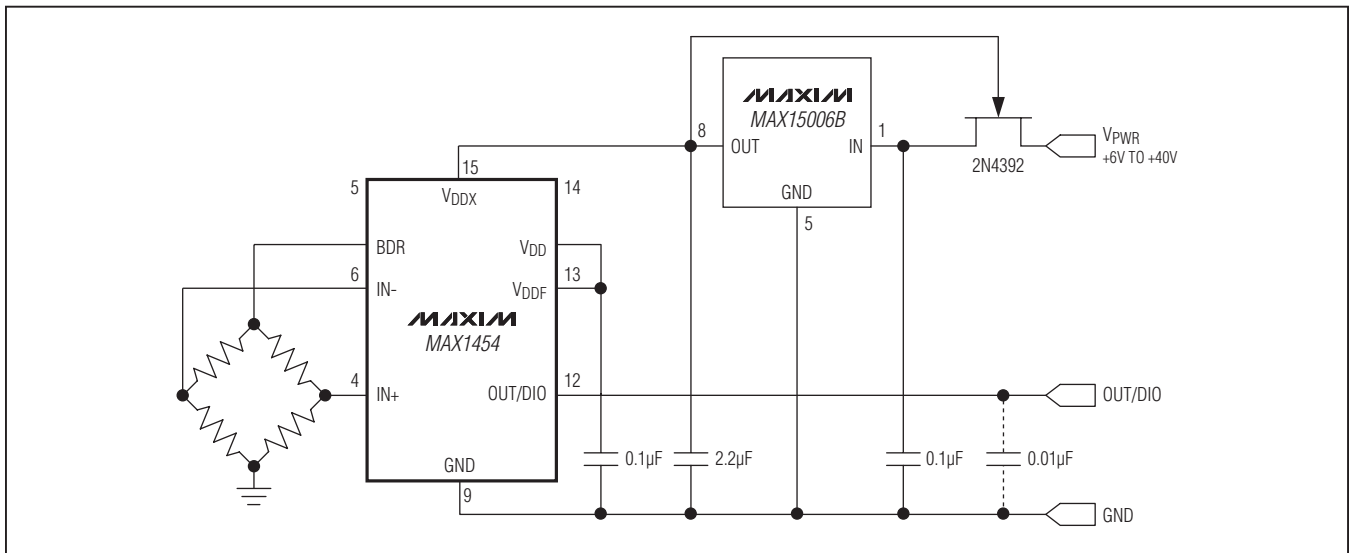 MAXIM
MAX15006B
8
OUT
IN
1
GND
5
2N4392
VPWR
+6V TO +40V
15
5
VDDX
14
BDR
VDD
6
13
IN-
VDDF
MAXIM
MAX1454
4
IN+
OUT/DIO
12
OUT/DIO
GND
9
0.1µF
2.2µF
0.1µF
0.01µF
GND